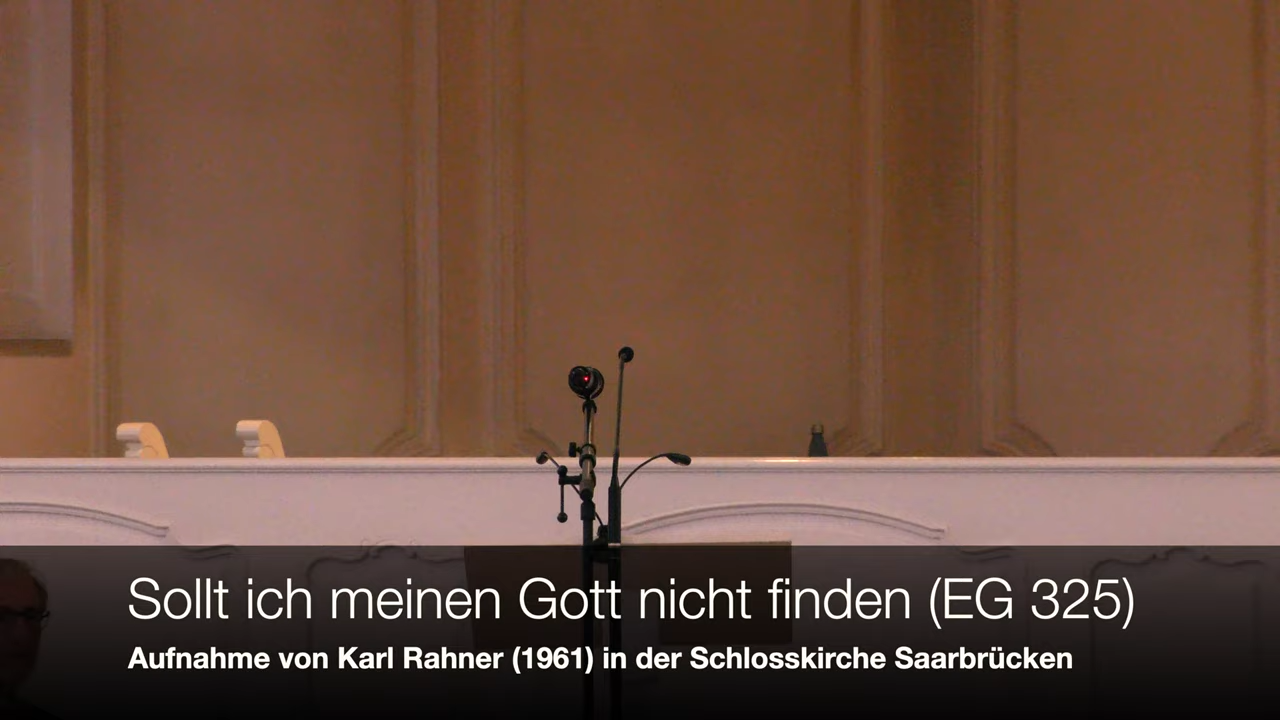 Sollt ich meinen Gott nicht finden (EG 325)
Aufnahme von Karl Rahner (1961) in der Schlosskirche Saarbrücken